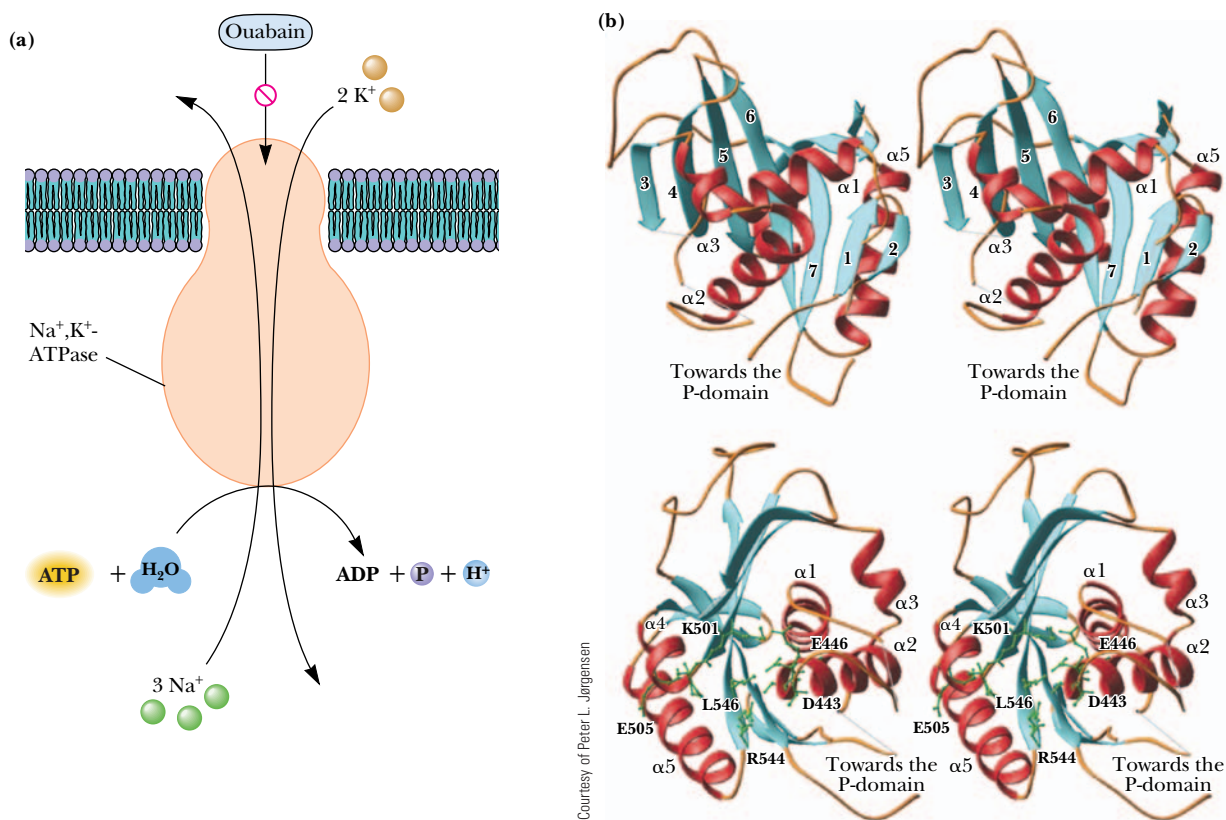 (a)
Ouabain
2 K⁺
Na⁺,K⁺-
ATPase
ATP + H₂O
ADP + P + H⁺
3 Na⁺
Courtesy of Peter L. Jørgensen
(b)
6
5
3
4
α1
α5
α3
7
1
2
α2
Towards the
P-domain
6
5
3
4
α1
α5
α3
7
1
2
α2
Towards the
P-domain
α1
α3
α4
K501
E446
α2
L546
D443
E505
R544
α5
Towards the
P-domain
α1
α3
α4
K501
E446
α2
L546
D443
E505
R544
α5
Towards the
P-domain